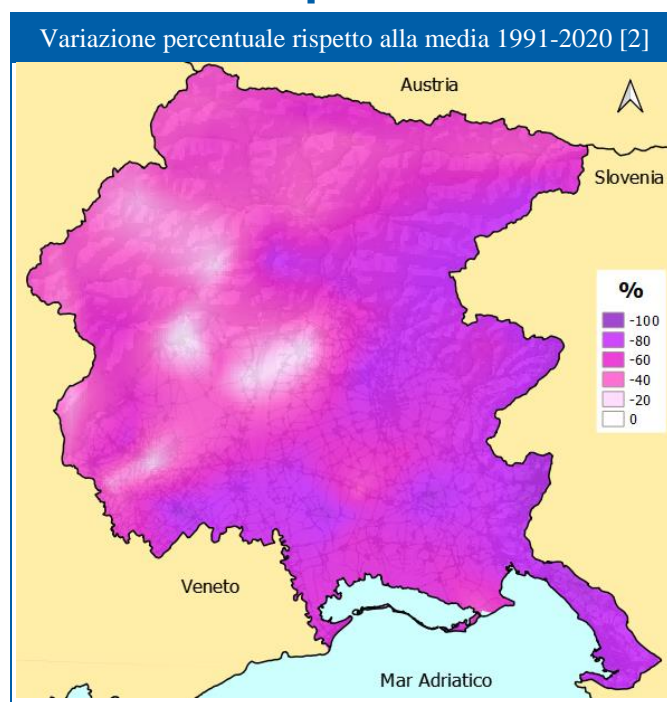 Variazione percentuale rispetto alla media 1991-2020 [2]
Austria
Slovenia
%
-100
-80
-60
-40
-20
0
Veneto
Mar Adriatico